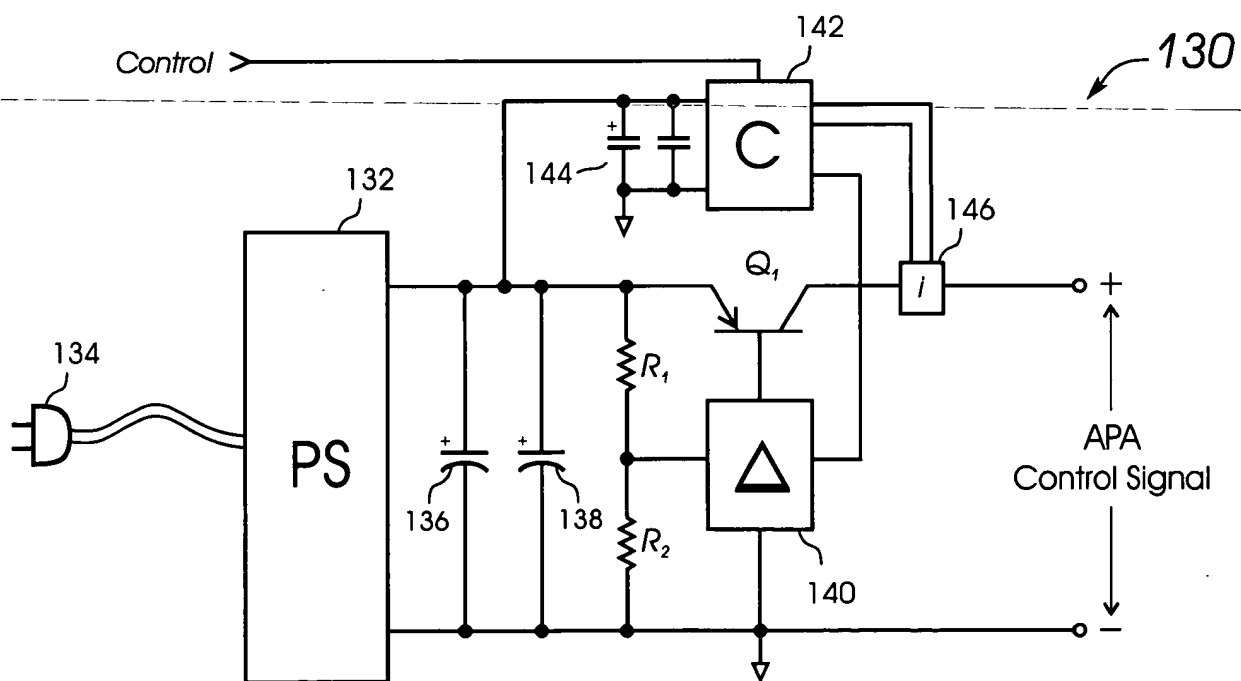 142
130
Control
C
144
132
146
Q1
i
+
134
R1
PS
APA
Control Signal
136
138
R2
140
−
+
+
+